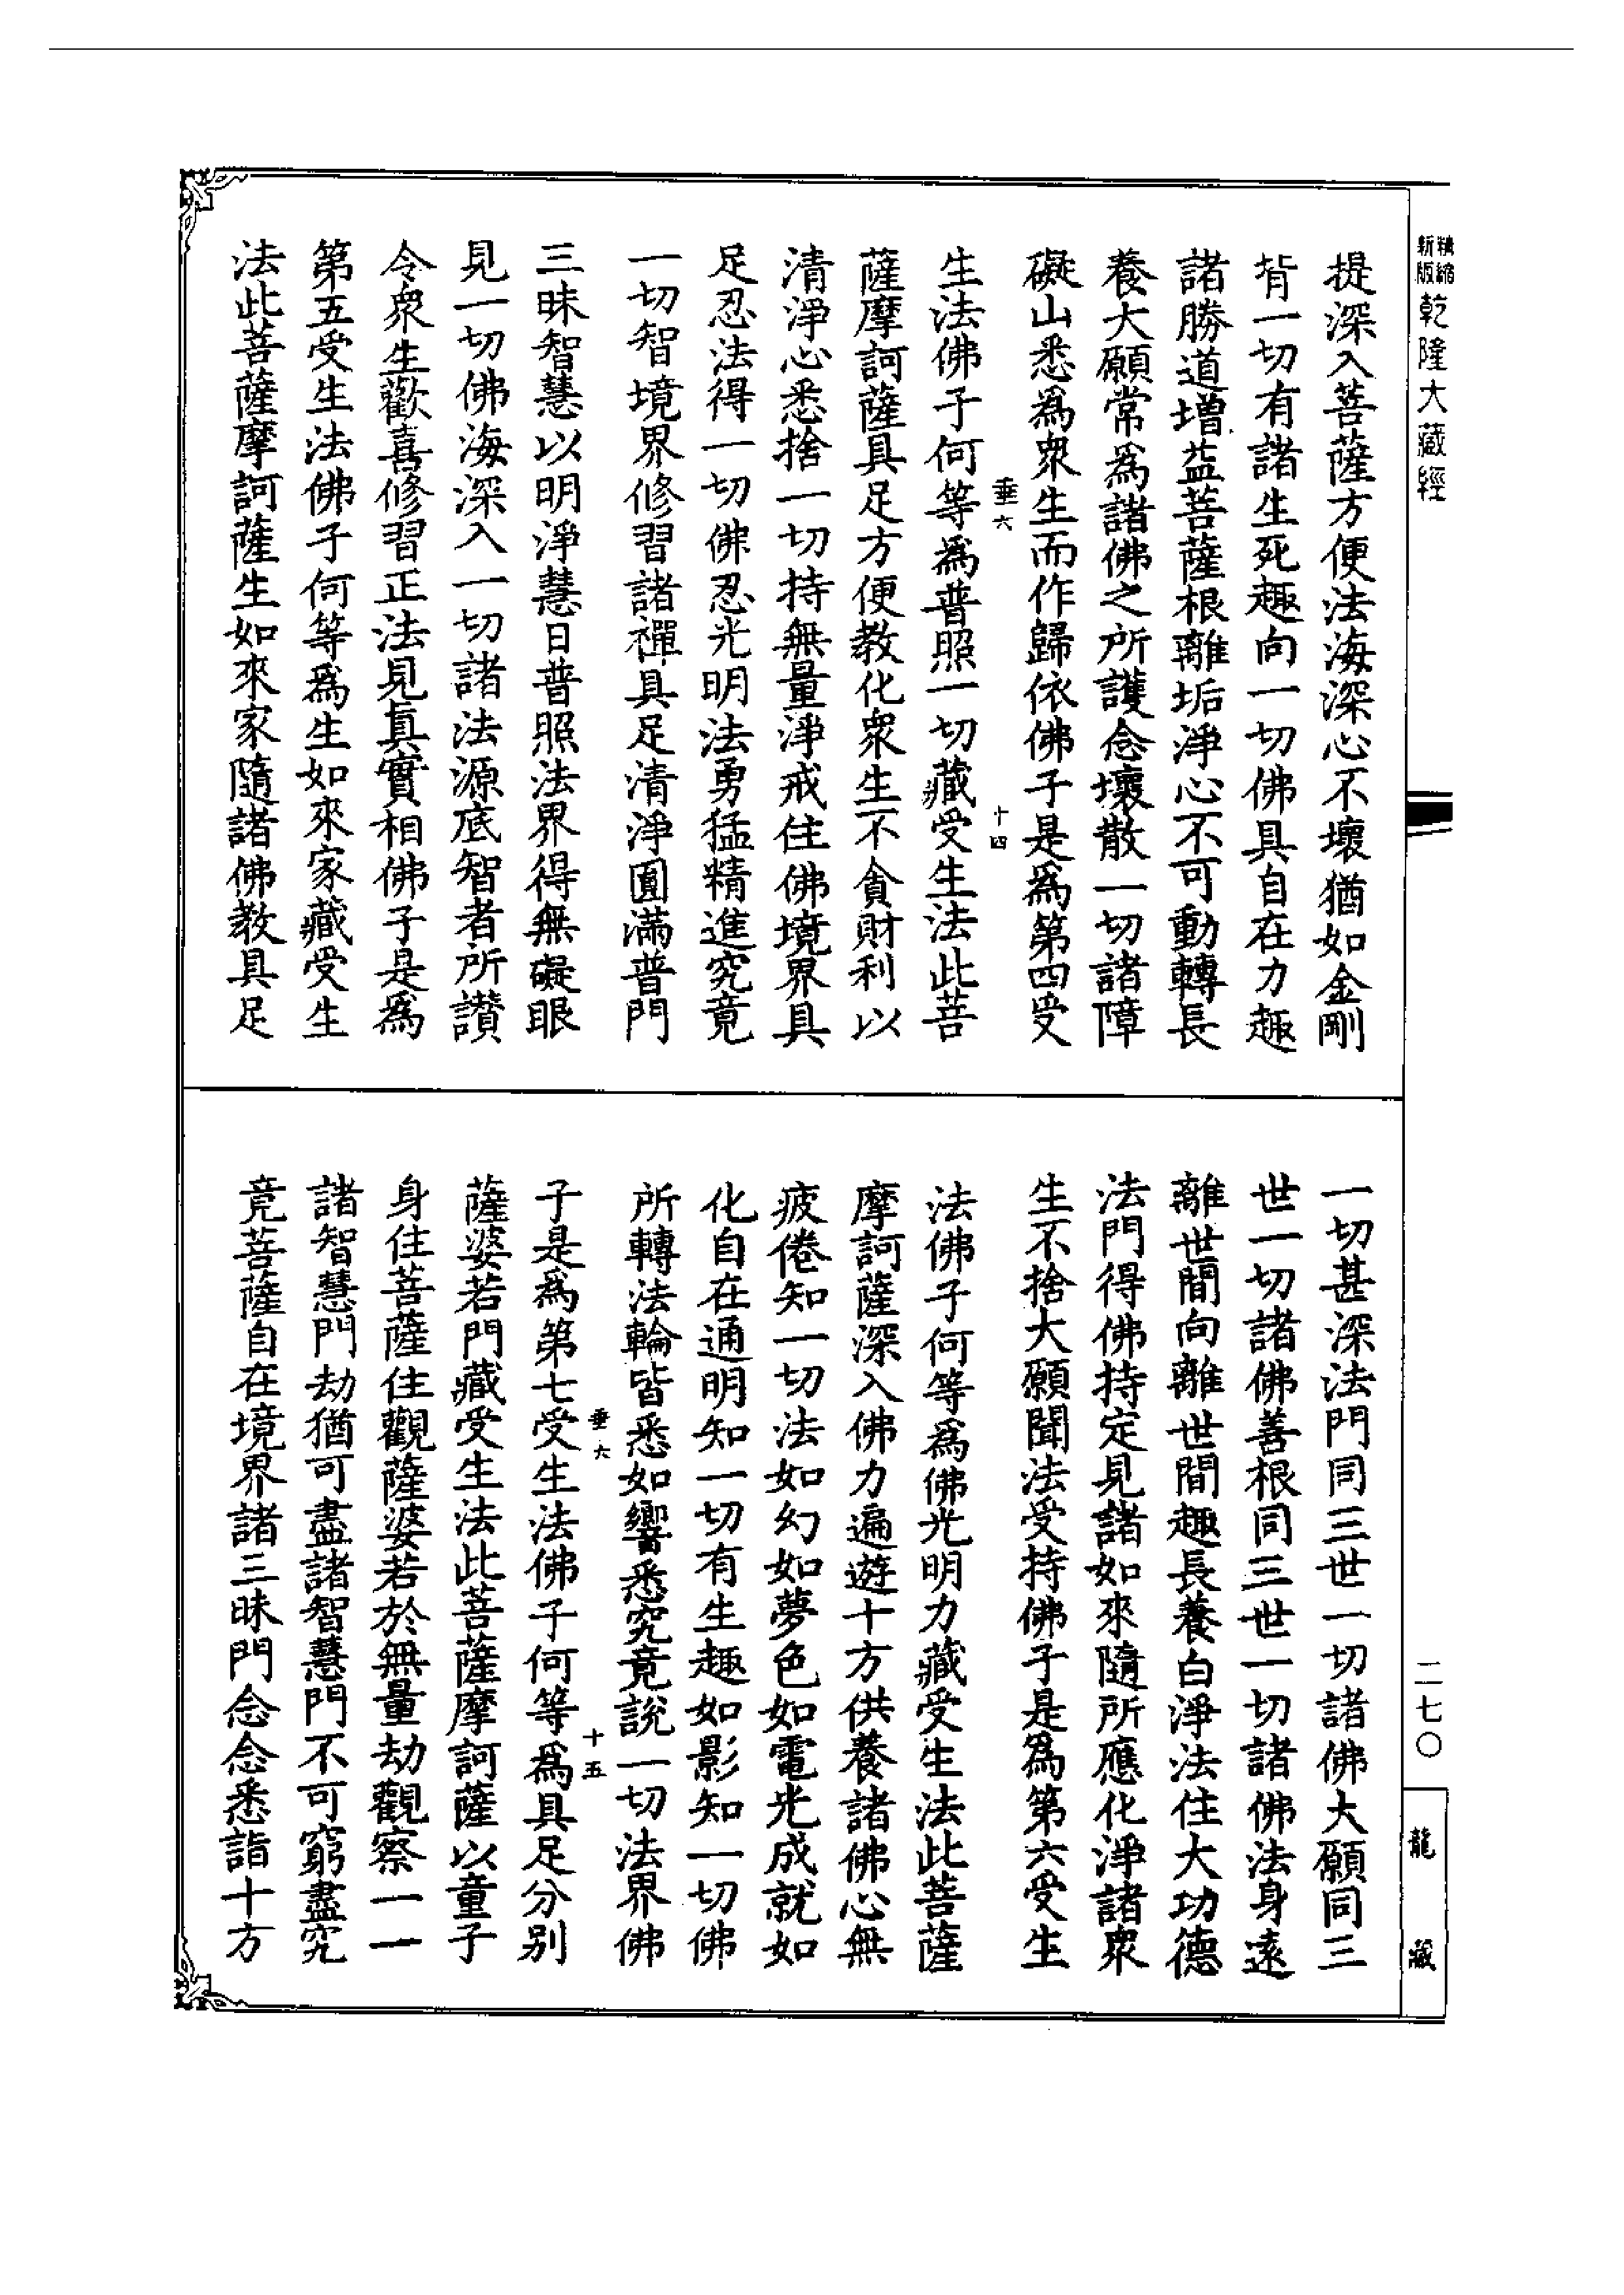 精縮新版乾隆大藏經
提深入菩薩方便法海深心不壞猶如金剛
背一切有諸生死趣向一切佛具自在力趣
諸勝道增益菩薩根離垢淨心不可動轉長
養大願常爲諸佛之所護念壞散一切諸障
礙山悉爲衆生而作歸依佛子是爲第四受
垂六 十四
生法佛子何等爲普照一切藏受生法此菩
薩摩訶薩具足方便教化衆生不貪財利以
清淨心悉捨一切持無量淨戒住佛境界具
足忍法得一切佛忍光明法勇猛精進究竟
一切智境界修習諸禪具足清淨圓滿普門
三昧智慧以明淨慧日普照法界得無礙眼
見一切佛海深入一切諸法源底智者所讚
令衆生歡喜修習正法見眞實相佛子是爲
第五受生法佛子何等爲生如來家藏受生
法此菩薩摩訶薩生如來家隨諸佛教具足
一切甚深法門同三世一切諸佛大願同三
世一切諸佛善根同三世一切諸佛法身遠
離世間向離世間趣長養白淨法住大功德
法門得佛持定見諸如來隨所應化淨諸衆
生不捨大願聞法受持佛子是爲第六受生
法佛子何等爲佛光明力藏受生法此菩薩
摩訶薩深入佛力遍遊十方供養諸佛心無
疲倦知一切法如幻如夢色如電光成就如
化自在通明知一切有生趣如影知一切佛
所轉法輪皆悉如響悉究竟說一切法界佛
垂六 十五
子是爲第七受生法佛子何等爲具足分別
薩婆若門藏受生法此菩薩摩訶薩以童子
身住菩薩住觀薩婆若於無量劫觀察一一
諸智慧門劫猶可盡諸智慧門不可窮盡究
竟菩薩自在境界諸三昧門念念悉詣十方
二七〇
龍藏